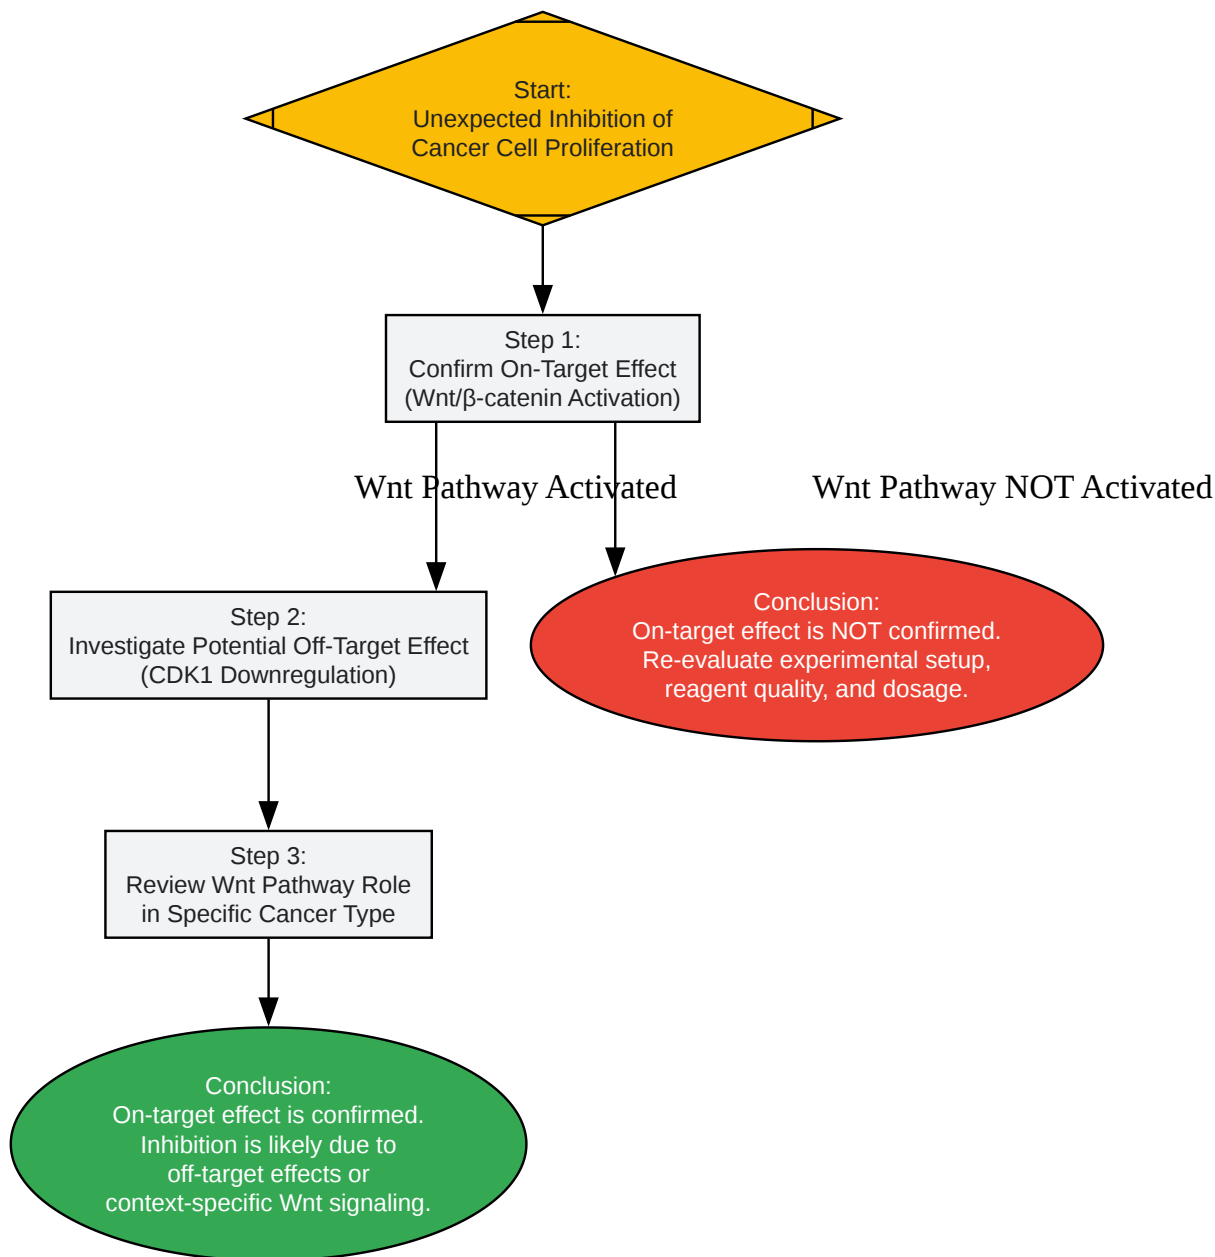 Start:
Unexpected Inhibition of
Cancer Cell Proliferation
Step 1:
Confirm On-Target Effect
(Wnt/β-catenin Activation)
Wnt Pathway Activated
Wnt Pathway NOT Activated
Step 2:
Investigate Potential Off-Target Effect
(CDK1 Downregulation)
Conclusion:
On-target effect is NOT confirmed.
Re-evaluate experimental setup,
reagent quality, and dosage.
Step 3:
Review Wnt Pathway Role
in Specific Cancer Type
Conclusion:
On-target effect is confirmed.
Inhibition is likely due to
off-target effects or
context-specific Wnt signaling.